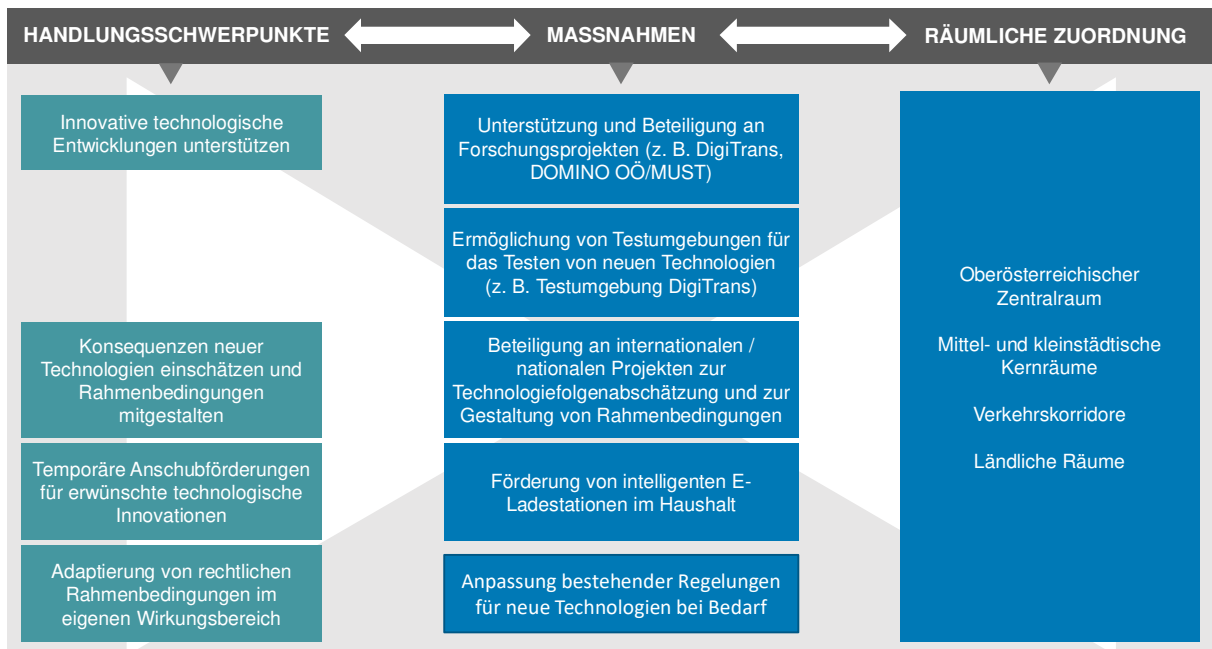 HANDLUNGSSCHWERPUNKTE
MASSNAHMEN
RÄUMLICHE ZUORDNUNG
Innovative technologische
Entwicklungen unterstützen
Konsequenzen neuer
Technologien einschätzen und
Rahmenbedingungen
mitgestalten
Temporäre Anschubförderungen
für erwünschte technologische
Innovationen
Adaptierung von rechtlichen
Rahmenbedingungen im
eigenen Wirkungsbereich
Unterstützung und Beteiligung an
Forschungsprojekten (z. B. DigiTrans,
DOMINO OÖ/MUST)
Ermöglichung von Testumgebungen für
das Testen von neuen Technologien
(z. B. Testumgebung DigiTrans)
Beteiligung an internationalen /
nationalen Projekten zur
Technologiefolgenabschätzung und zur
Gestaltung von Rahmenbedingungen
Förderung von intelligenten E-
Ladestationen im Haushalt
Anpassung bestehender Regelungen
für neue Technologien bei Bedarf
Oberösterreichischer
Zentralraum
Mittel- und kleinstädtische
Kernräume
Verkehrskorridore
Ländliche Räume